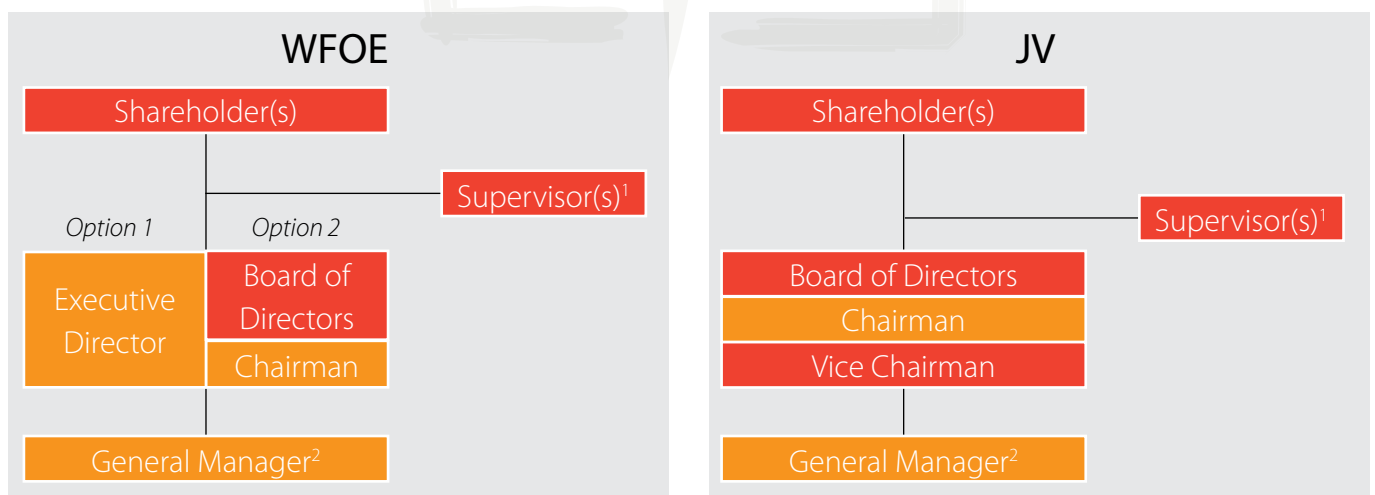 WFOE
Shareholder(s)
Supervisor(s)¹
Option 1
Option 2
Executive
Director
Board of
Directors
Chairman
General Manager²
JV
Shareholder(s)
Supervisor(s)¹
Board of Directors
Chairman
Vice Chairman
General Manager²